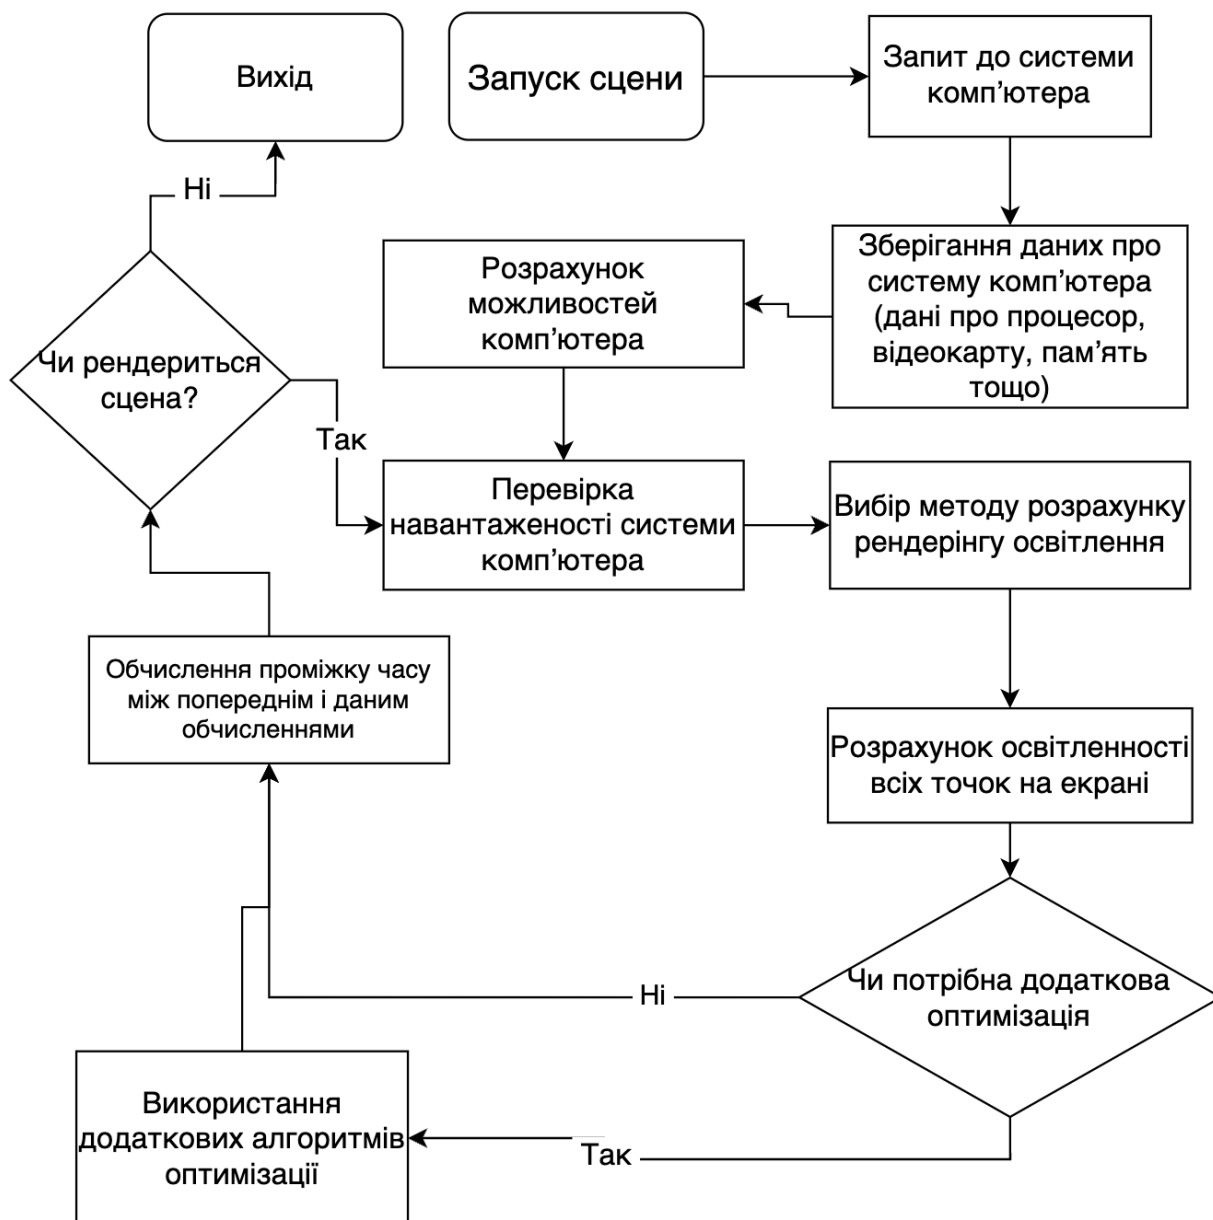 Вихід
Запуск сцени
Запит до системи
комп'ютера
Ні
Зберігання даних про
систему комп'ютера
(дані про процесор,
відеокарту, пам'ять
тощо)
Розрахунок
можливостей
комп'ютера
Чи рендериться
сцена?
Так
Перевірка
навантаженості системи
комп'ютера
Вибір методу розрахунку
рендерінгу освітлення
Обчислення проміжку часу
між попереднім і даним
обчисленнями
Розрахунок освітленності
всіх точок на екрані
Чи потрібна додаткова
оптимізація
Ні
Так
Використання
додаткових алгоритмів
оптимізації